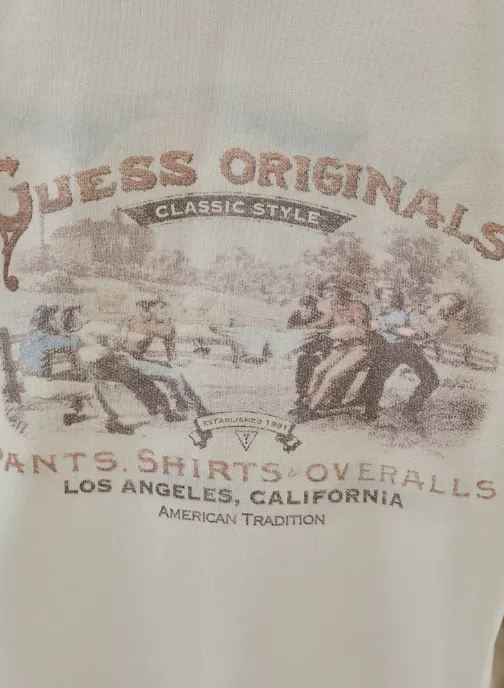 GUESS ORIGINALS
CLASSIC STYLE
ESTABLISHED 1981
?
PANTS. SHIRTS & OVERALLS
LOS ANGELES, CALIFORNIA
AMERICAN TRADITION